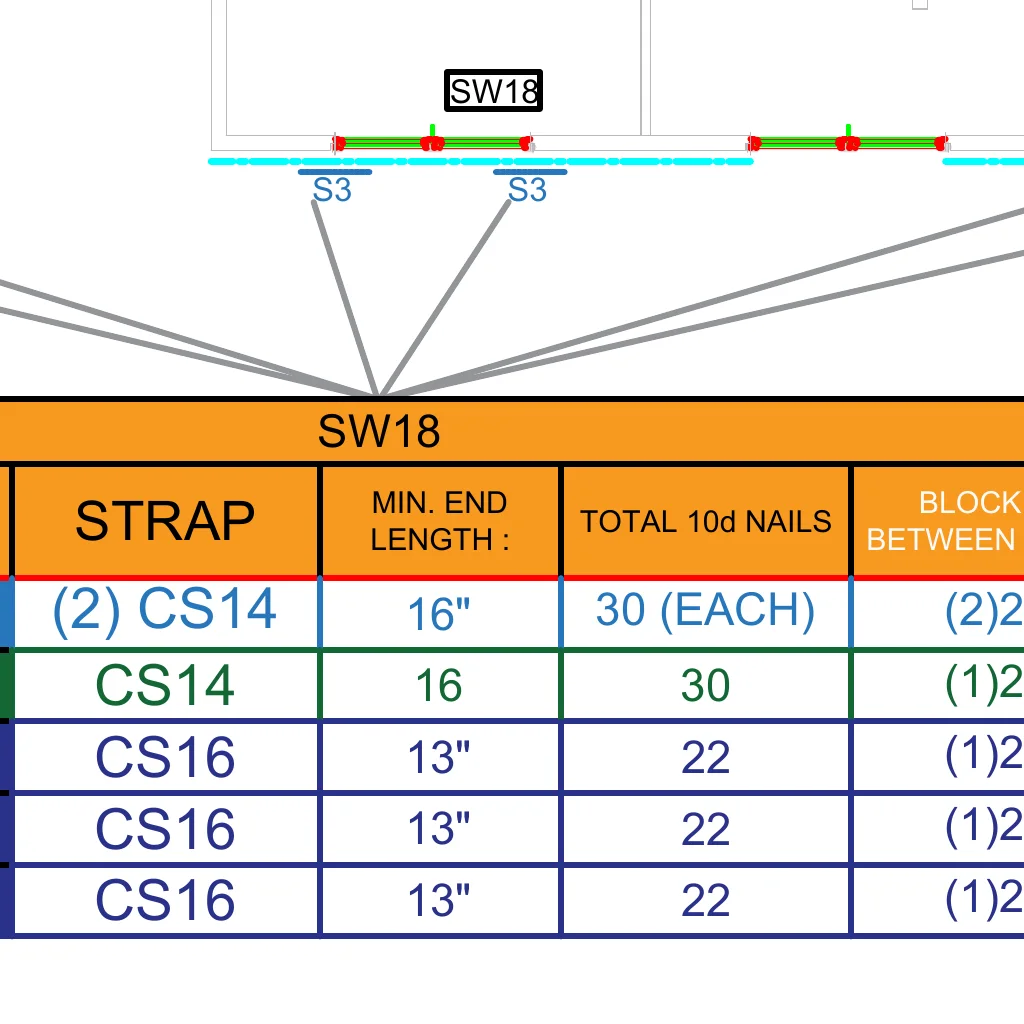 SW18
S3 S3
SW18
STRAP MIN. END LENGTH : TOTAL 10d NAILS BLOCK BETWEEN
(2) CS14 16" 30 (EACH) (2)2
CS14 16 30 (1)2
CS16 13" 22 (1)2
CS16 13" 22 (1)2
CS16 13" 22 (1)2